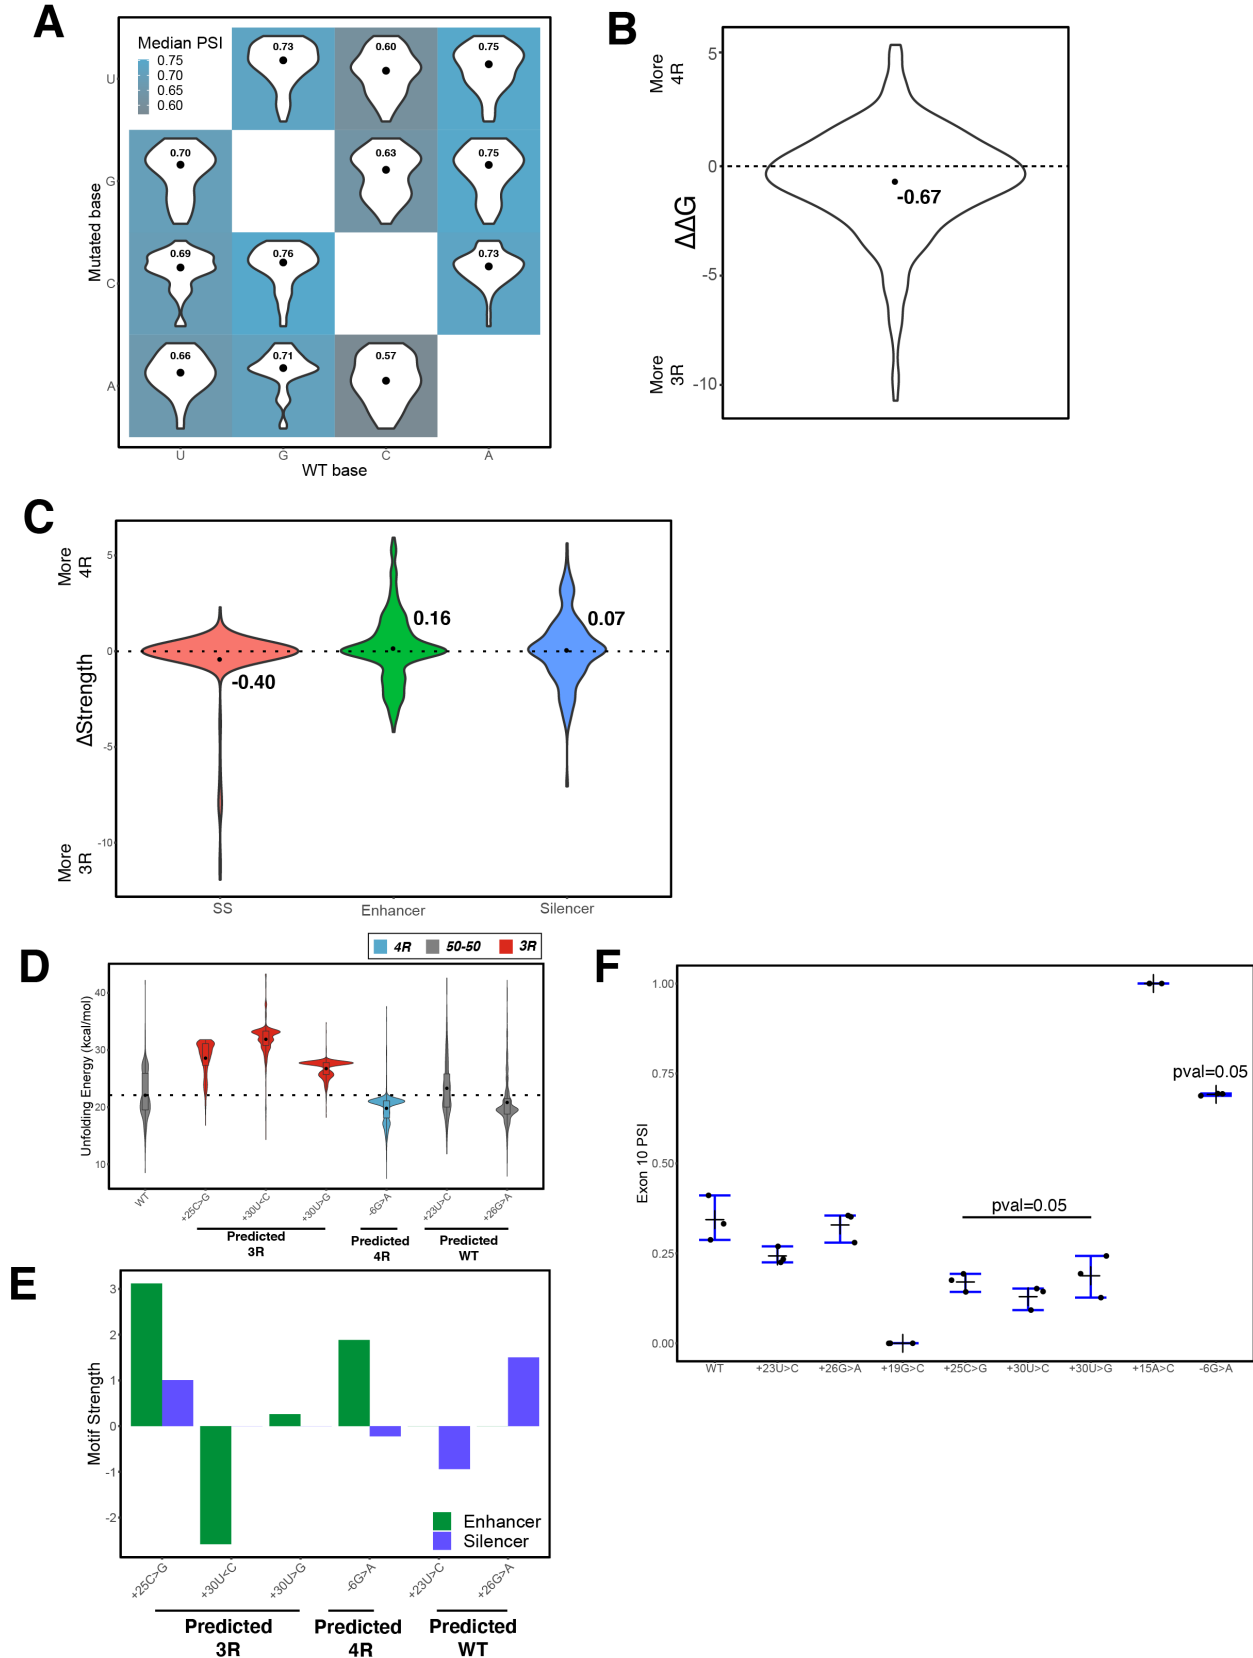 A
Median PSI
0.75
0.70
0.65
0.60
0.73
0.60
0.75
0.70
0.63
0.75
0.69
0.76
0.73
0.66
0.71
0.57
U
G
C
A
Mutated base
U
G
C
A
WT base
B
More
4R
More
3R
5
0
-5
-10
ΔΔG
-0.67
C
More
4R
More
3R
5
0
-5
-10
ΔStrength
-0.40
0.16
0.07
SS
Enhancer
Silencer
D
4R
50-50
3R
Unfolding Energy (kcal/mol)
40
30
20
10
WT
+25C>G
+30U<C
+30U>G
-6G>A
+23U>C
+26G>A
Predicted
3R
Predicted
4R
Predicted
WT
E
Motif Strength
3
2
1
0
-1
-2
Enhancer
Silencer
+25C>G
+30U<C
+30U>G
-6G>A
+23U>C
+26G>A
Predicted
3R
Predicted
4R
Predicted
WT
F
Exon 10 PSI
1.00
0.75
0.50
0.25
0.00
pval=0.05
pval=0.05
WT
+23U>C
+26G>A
+19G>C
+25C>G
+30U>C
+30U>G
+15A>C
-6G>A